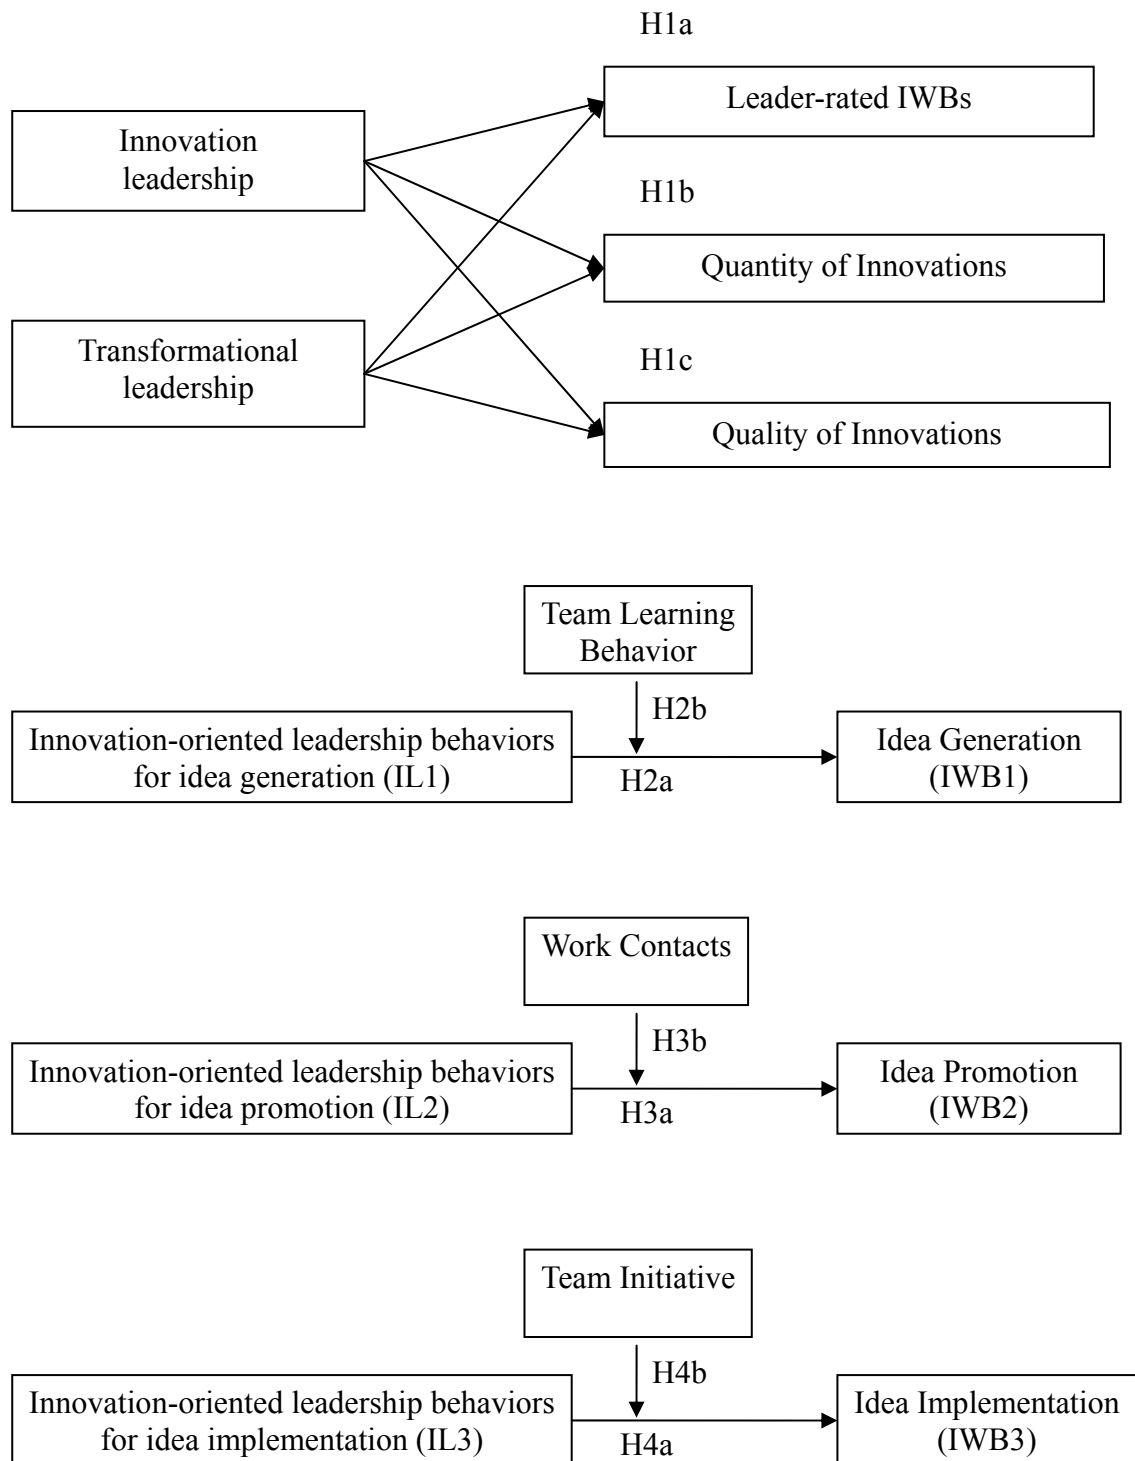 H1a
Leader-rated IWBs
Innovation
leadership
H1b
Quantity of Innovations
Transformational
leadership
H1c
Quality of Innovations
Team Learning
Behavior
H2b
Innovation-oriented leadership behaviors
for idea generation (IL1)
H2a
Idea Generation
(IWB1)
Work Contacts
H3b
Innovation-oriented leadership behaviors
for idea promotion (IL2)
H3a
Idea Promotion
(IWB2)
Team Initiative
H4b
Innovation-oriented leadership behaviors
for idea implementation (IL3)
H4a
Idea Implementation
(IWB3)